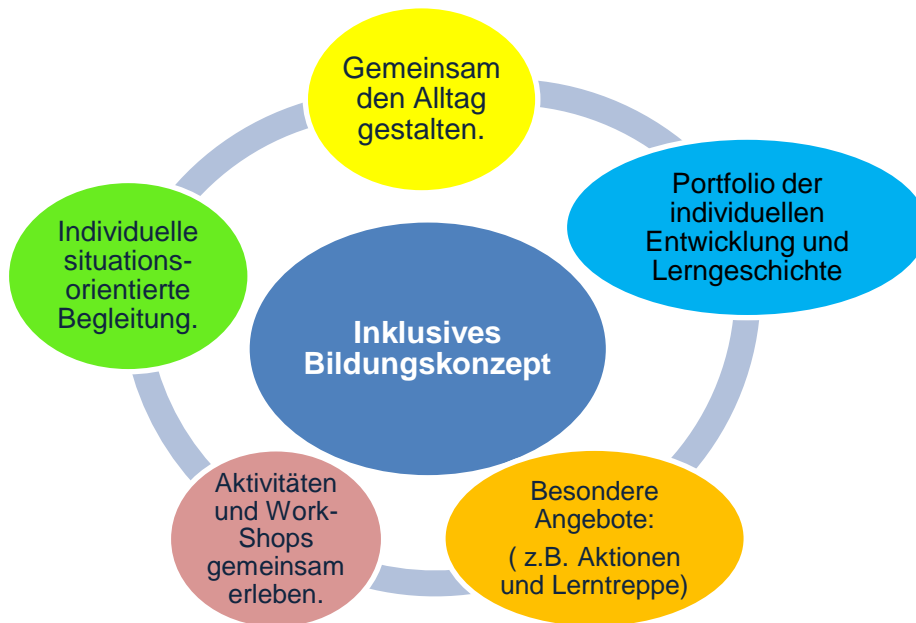 Gemeinsam
den Alltag
gestalten.
Portfolio der
individuellen
Entwicklung und
Lerngeschichte
Individuelle
situations-
orientierte
Begleitung.
Inklusives
Bildungskonzept
Aktivitäten
und Work-
Shops
gemeinsam
erleben.
Besondere
Angebote:
( z.B. Aktionen
und Lerntreppe)